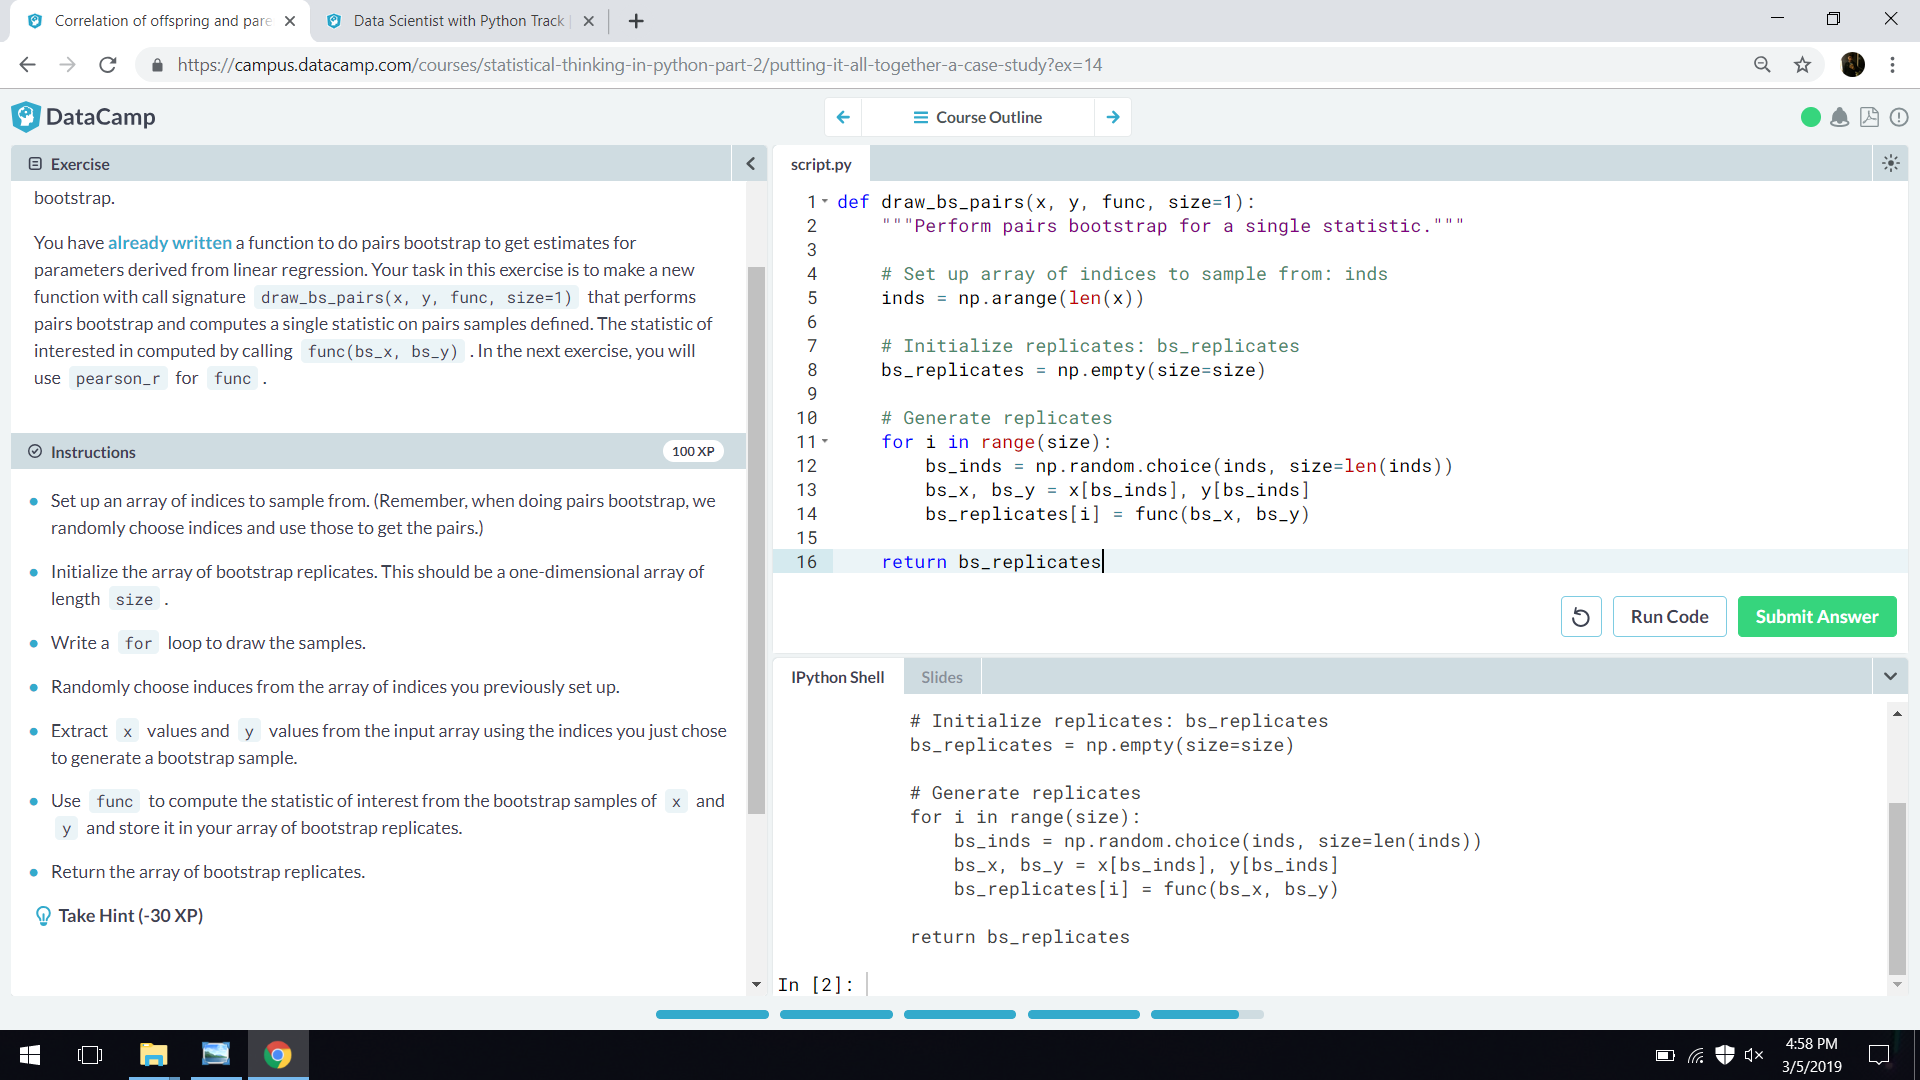 Correlation of offspring and pare
Data Scientist with Python Track
https://campus.datacamp.com/courses/statistical-thinking-in-python-part-2/putting-it-all-together-a-case-study?ex=14
DataCamp
Course Outline
Exercise
bootstrap.
You have already written a function to do pairs bootstrap to get estimates for
parameters derived from linear regression. Your task in this exercise is to make a new
function with call signature draw_bs_pairs(x, y, func, size=1) that performs
pairs bootstrap and computes a single statistic on pairs samples defined. The statistic of
interested in computed by calling func(bs_x, bs_y) . In the next exercise, you will
use pearson_r for func .
Instructions
100 XP
Set up an array of indices to sample from. (Remember, when doing pairs bootstrap, we
randomly choose indices and use those to get the pairs.)
Initialize the array of bootstrap replicates. This should be a one-dimensional array of
length size .
Write a for loop to draw the samples.
Randomly choose induces from the array of indices you previously set up.
Extract x values and y values from the input array using the indices you just chose
to generate a bootstrap sample.
Use func to compute the statistic of interest from the bootstrap samples of x and
y and store it in your array of bootstrap replicates.
Return the array of bootstrap replicates.
Take Hint (-30 XP)
script.py
1 def draw_bs_pairs(x, y, func, size=1):
2     """Perform pairs bootstrap for a single statistic."""
3
4     # Set up array of indices to sample from: inds
5     inds = np.arange(len(x))
6
7     # Initialize replicates: bs_replicates
8     bs_replicates = np.empty(size=size)
9
10     # Generate replicates
11     for i in range(size):
12         bs_inds = np.random.choice(inds, size=len(inds))
13         bs_x, bs_y = x[bs_inds], y[bs_inds]
14         bs_replicates[i] = func(bs_x, bs_y)
15
16     return bs_replicates
Run Code
Submit Answer
IPython Shell
Slides
# Initialize replicates: bs_replicates
bs_replicates = np.empty(size=size)
# Generate replicates
for i in range(size):
    bs_inds = np.random.choice(inds, size=len(inds))
    bs_x, bs_y = x[bs_inds], y[bs_inds]
    bs_replicates[i] = func(bs_x, bs_y)
return bs_replicates
In [2]:
4:58 PM
3/5/2019